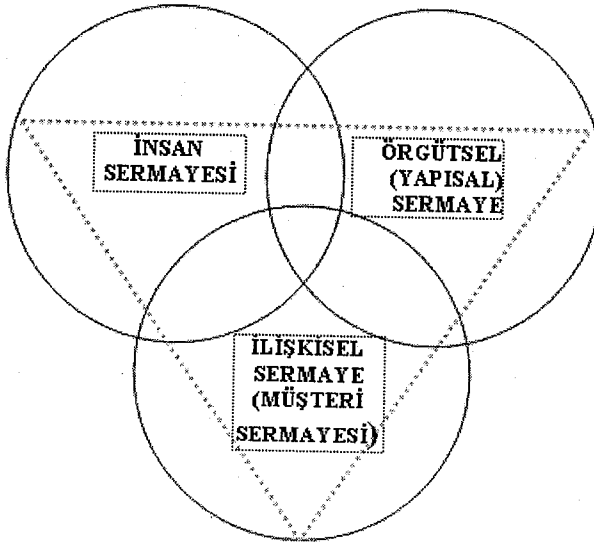 İNSAN
SERMAYESİ
ÖRGÜTSEL
(YAPISAL)
SERMAYE
İLİŞKİSEL
SERMAYE
(MÜŞTERİ
SERMAYESİ)